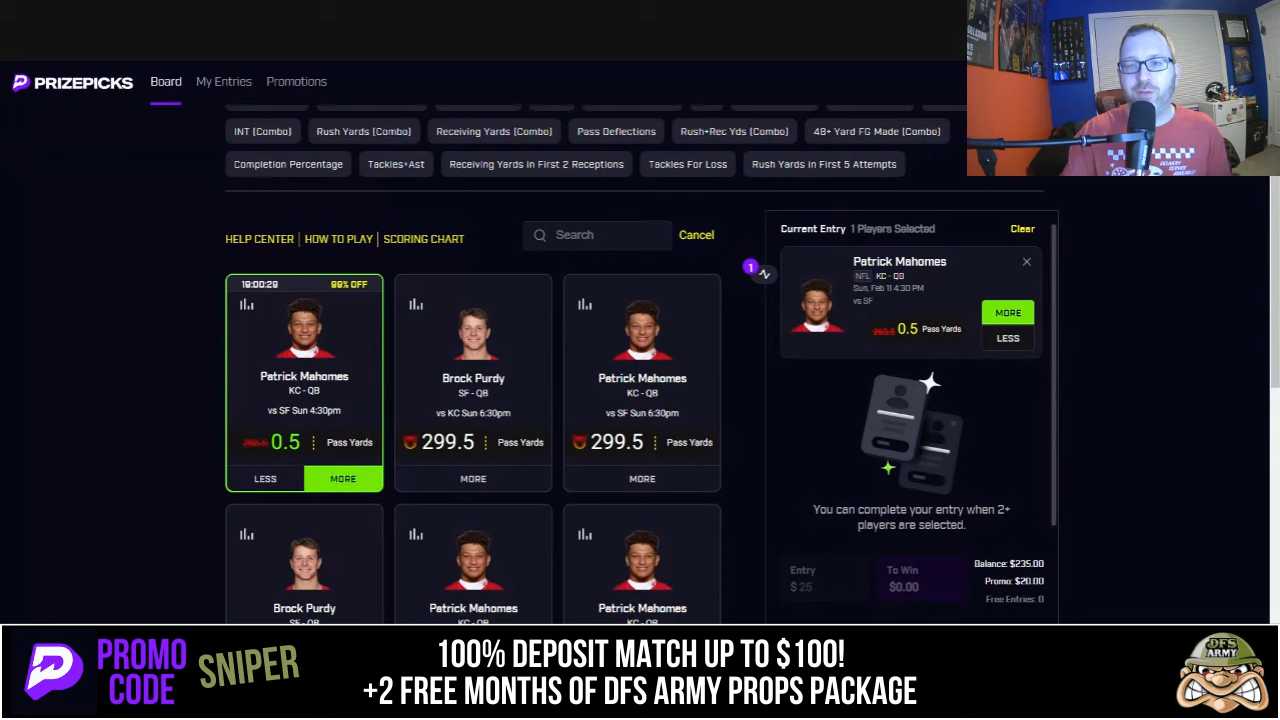 PRIZEPICKS Board My Entries Promotions
INT (Combo) Rush Yards (Combo) Receiving Yards (Combo) Pass Deflections Rush+Rec Yds (Combo) 48+ Yard FG Made (Combo)
Completion Percentage Tackles+Ast Receiving Yards in First 2 Receptions Tackles For Loss Rush Yards in First 5 Attempts
HELP CENTER HOW TO PLAY SCORING CHART
Search Cancel
19:00:29 99% OFF
Patrick Mahomes
KC - QB
vs SF Sun 4:30pm
0.5 Pass Yards
LESS MORE
Brock Purdy
SF - QB
vs KC Sun 6:30pm
299.5 Pass Yards
MORE
Patrick Mahomes
KC - QB
vs SF Sun 6:30pm
299.5 Pass Yards
MORE
Brock Purdy
SF - QB
Patrick Mahomes
KC - QB
Patrick Mahomes
KC - QB
Current Entry 1 Players Selected Clear
1
Patrick Mahomes
NFL KC - QB
Sun, Feb 11 4:30 PM
vs SF
0.5 Pass Yards
MORE
LESS
You can complete your entry when 2+
players are selected.
Entry
$ 25
To Win
$0.00
Balance: $235.00
Promo: $20.00
Free Entries: 0
PROMO
CODE
SNIPER
100% DEPOSIT MATCH UP TO $100!
+2 FREE MONTHS OF DFS ARMY PROPS PACKAGE
DFS
ARMY